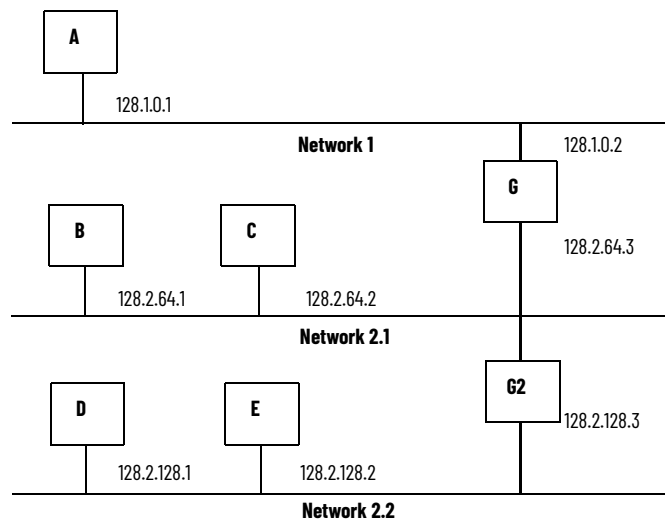 A
128.1.0.1
Network 1
128.1.0.2
G
B
C
128.2.64.3
128.2.64.1
128.2.64.2
Network 2.1
G2
D
E
128.2.128.3
128.2.128.1
128.2.128.2
Network 2.2